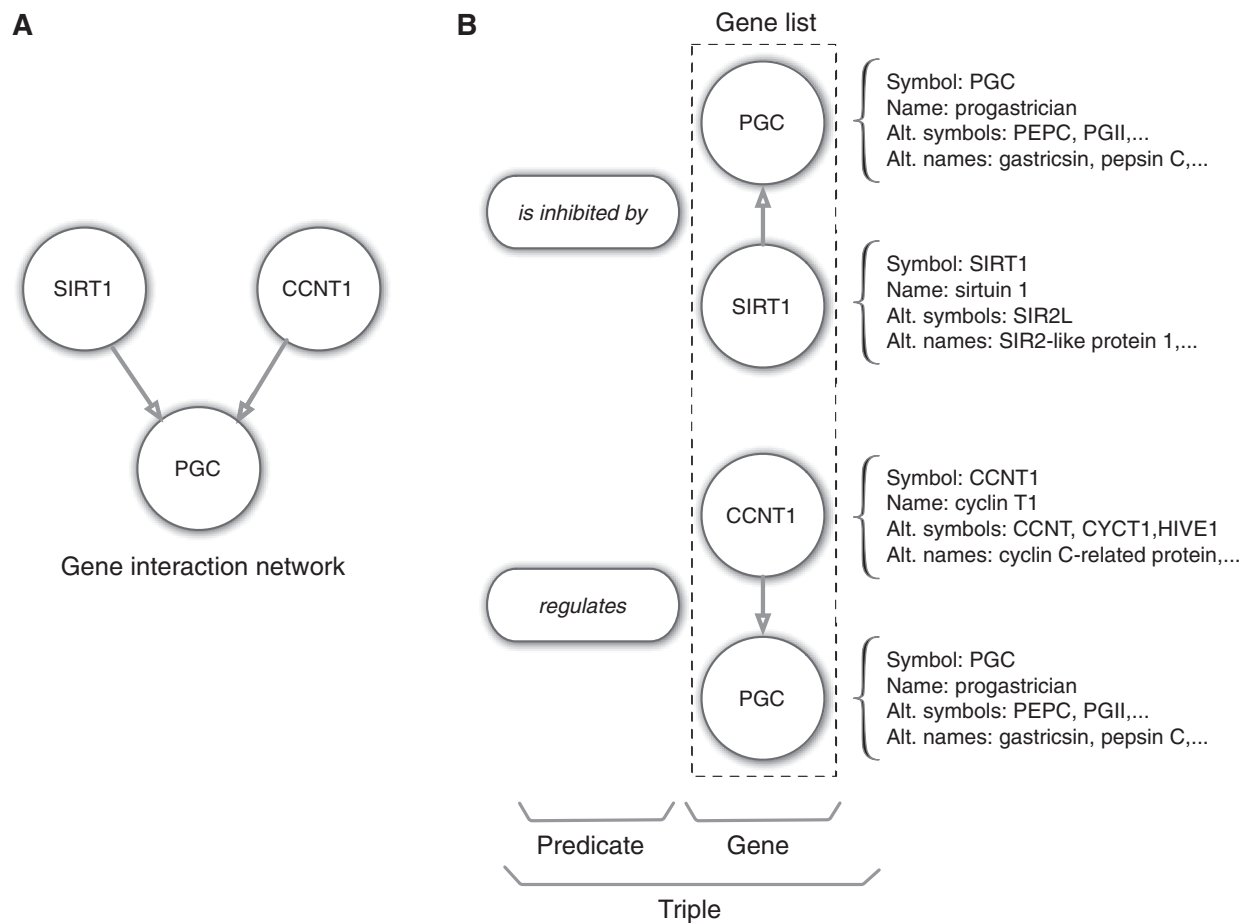 A
SIRT1
CCNT1
PGC
Gene interaction network
B
Gene list
PGC
Symbol: PGC
Name: progastrician
Alt. symbols: PEPC, PGII,...
Alt. names: gastricsin, pepsin C,...
is inhibited by
SIRT1
Symbol: SIRT1
Name: sirtuin 1
Alt. symbols: SIR2L
Alt. names: SIR2-like protein 1,...
CCNT1
Symbol: CCNT1
Name: cyclin T1
Alt. symbols: CCNT, CYCT1,HIVE1
Alt. names: cyclin C-related protein,...
regulates
PGC
Symbol: PGC
Name: progastrician
Alt. symbols: PEPC, PGII,...
Alt. names: gastricsin, pepsin C,...
Predicate
Gene
Triple